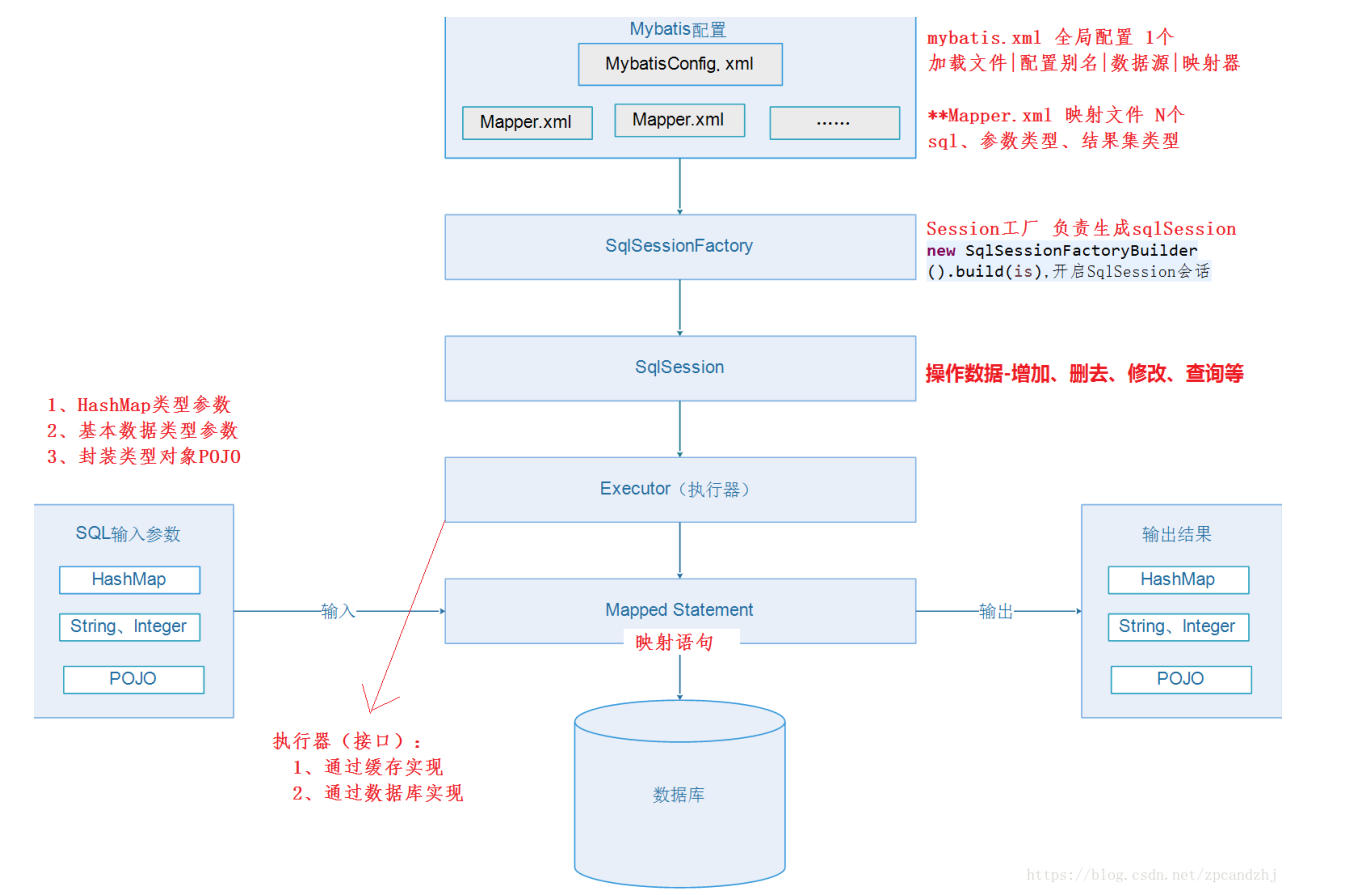 Mybatis配置
MybatisConfig. xml
Mapper.xml
Mapper.xml
······
mybatis.xml 全局配置 1个
加载文件|配置别名|数据源|映射器
**Mapper.xml 映射文件 N个
sql、参数类型、结果集类型
SqlSessionFactory
Session工厂 负责生成sqlSession
new SqlSessionFactoryBuilder
().build(is),开启SqlSession会话
SqlSession
操作数据-增加、删去、修改、查询等
1、HashMap类型参数
2、基本数据类型参数
3、封装类型对象POJO
Executor（执行器）
SQL输入参数
HashMap
String、Integer
POJO
输入
Mapped Statement
映射语句
输出
输出结果
HashMap
String、Integer
POJO
执行器（接口）：
1、通过缓存实现
2、通过数据库实现
数据库
https://blog.csdn.net/zpcandzhj